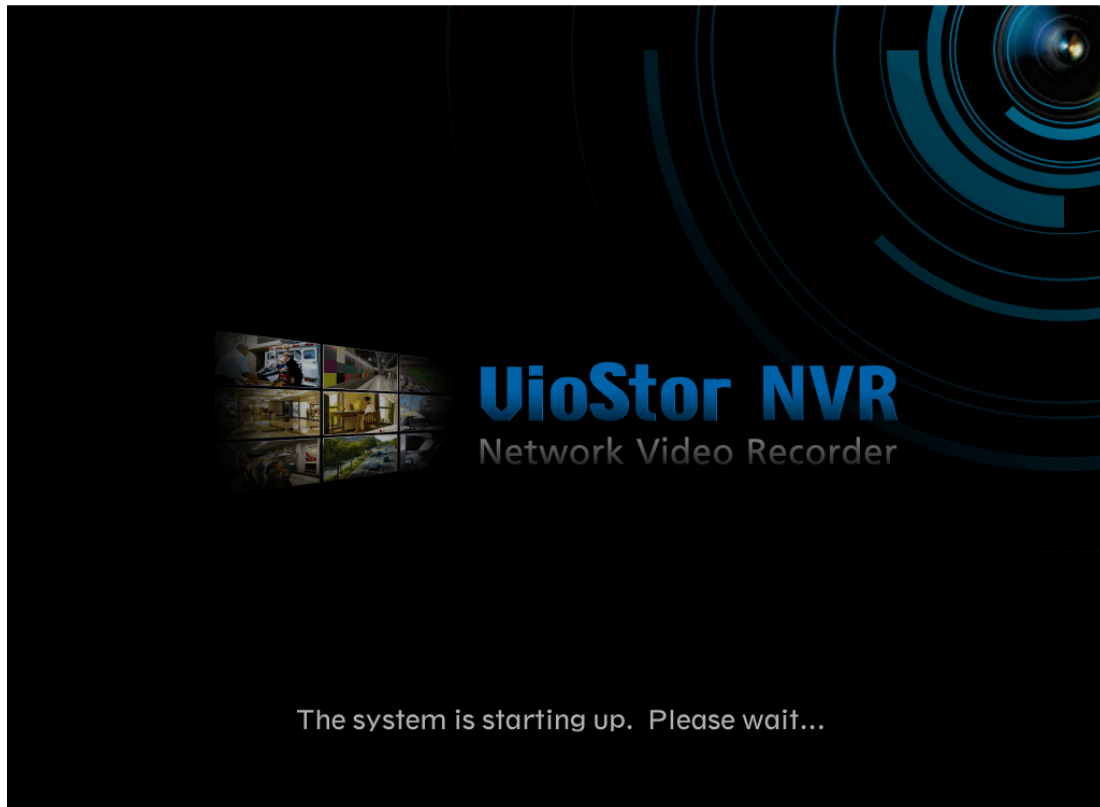 VioStor NVR
Network Video Recorder
The system is starting up.  Please wait...